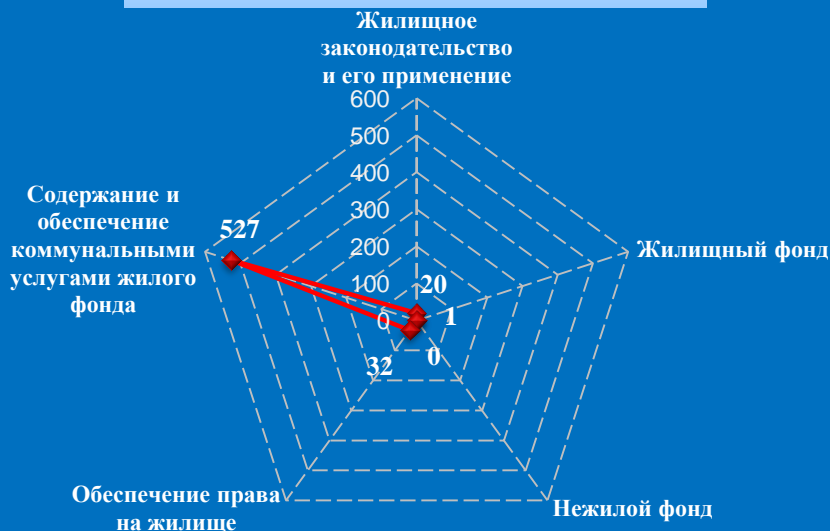 Жилищное
законодательство
и его применение
600
500
400
300
200
100
0
Содержание и
обеспечение
коммунальными
услугами жилого
фонда
527
Жилищный фонд
20
1
0
32
Обеспечение права
на жилище
Нежилой фонд